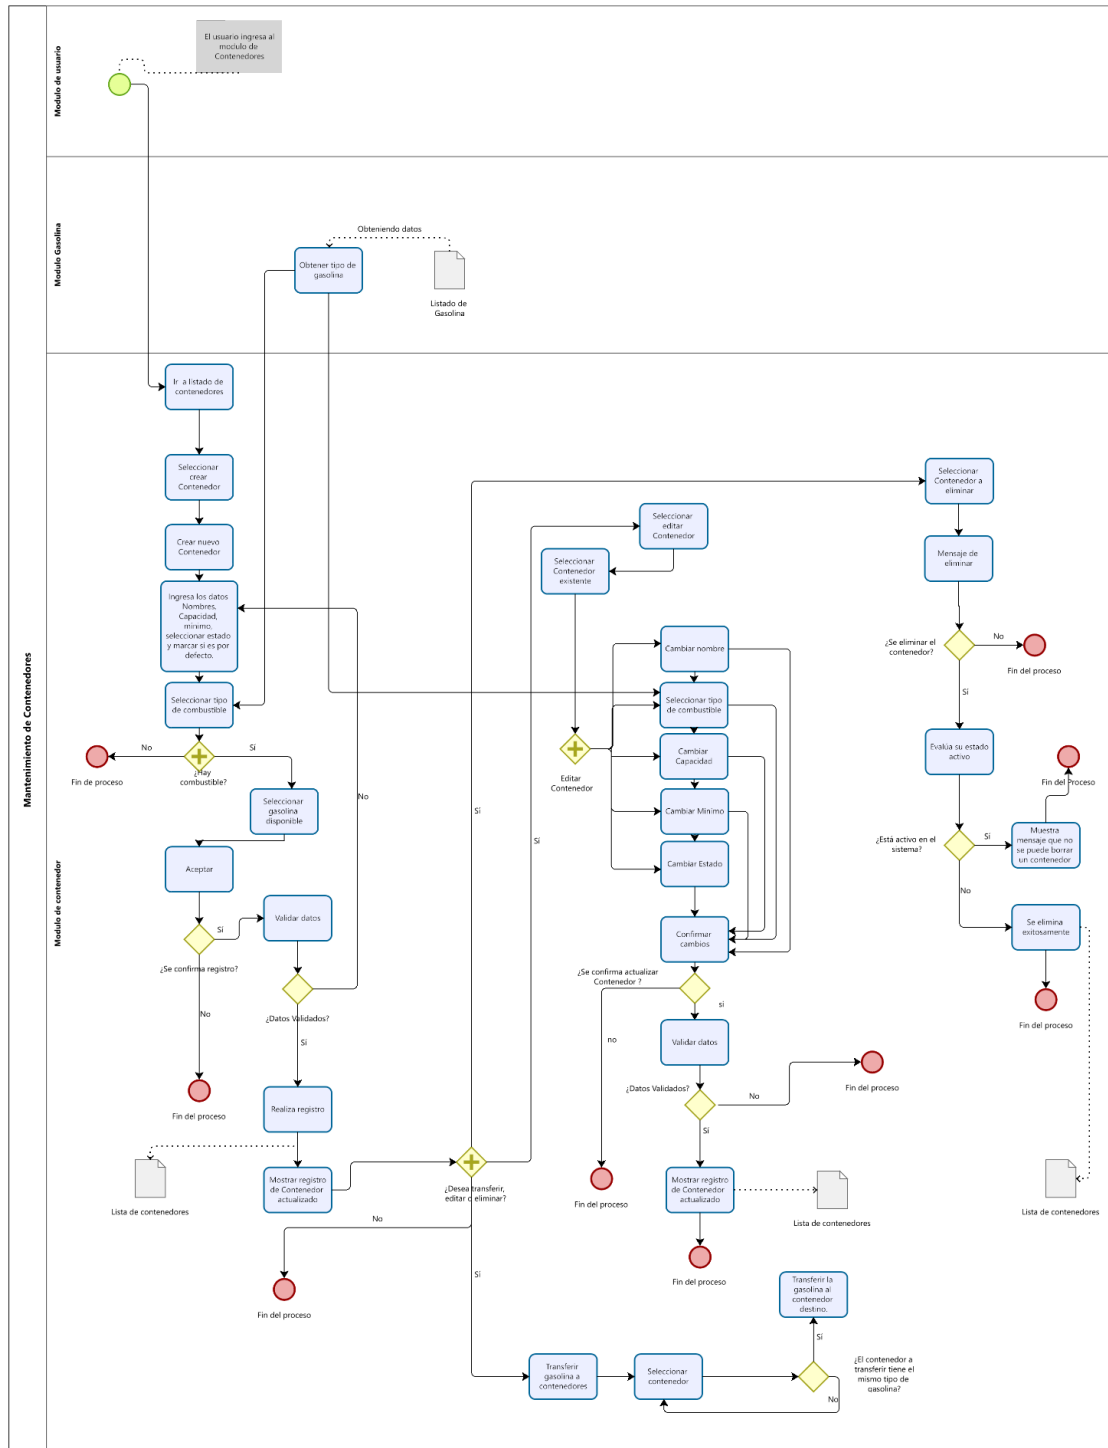 Mantenimiento de Contenedores
Modulo de usuario
El usuario ingresa al
modulo de
Contenedores
Modulo Gasolina
Obteniendo datos
Obtener tipo de
gasolina
Listado de
Gasolina
Modulo de contenedor
Ir a listado de
contenedores
Seleccionar
crear
Contenedor
Crear nuevo
Contenedor
Ingresa los datos
Nombres,
Capacidad,
minimo,
seleccionar estado
y marcar si es por
defecto.
Seleccionar tipo
de combustible
No
Sí
¿Hay
combustible?
Fin de proceso
Seleccionar
gasolina
disponible
No
Aceptar
Validar datos
Sí
¿Se confirma registro?
No
¿Datos Validados?
Sí
Fin del proceso
Realiza registro
Lista de contenedores
Mostrar registro
de Contenedor
actualizado
¿Desea transferir,
editar o eliminar?
No
Fin del proceso
Sí
Sí
Sí
Seleccionar
editar
Contenedor
Seleccionar
Contenedor
existente
Editar
Contenedor
Cambiar nombre
Seleccionar tipo
de combustible
Cambiar
Capacidad
Cambiar Minimo
Cambiar Estado
Confirmar
cambios
¿Se confirma actualizar
Contenedor ?
si
no
Validar datos
¿Datos Validados?
No
Fin del proceso
Sí
Fin del proceso
Mostrar registro
de Contenedor
actualizado
Lista de contenedores
Fin del proceso
Seleccionar
Contenedor a
eliminar
Mensaje de
eliminar
¿Se eliminar el
contenedor?
No
Fin del proceso
Sí
Evalúa su estado
activo
Fin del Proceso
¿Está activo en el
sistema?
Si
Muestra
mensaje que no
se puede borrar
un contenedor
No
Se elimina
exitosamente
Fin del proceso
Lista de contenedores
Transferir
gasolina a
contenedores
Seleccionar
contenedor
Transferir la
gasolina al
contenedor
destino.
Sí
¿El contenedor a
transferir tiene el
mismo tipo de
gasolina?
No